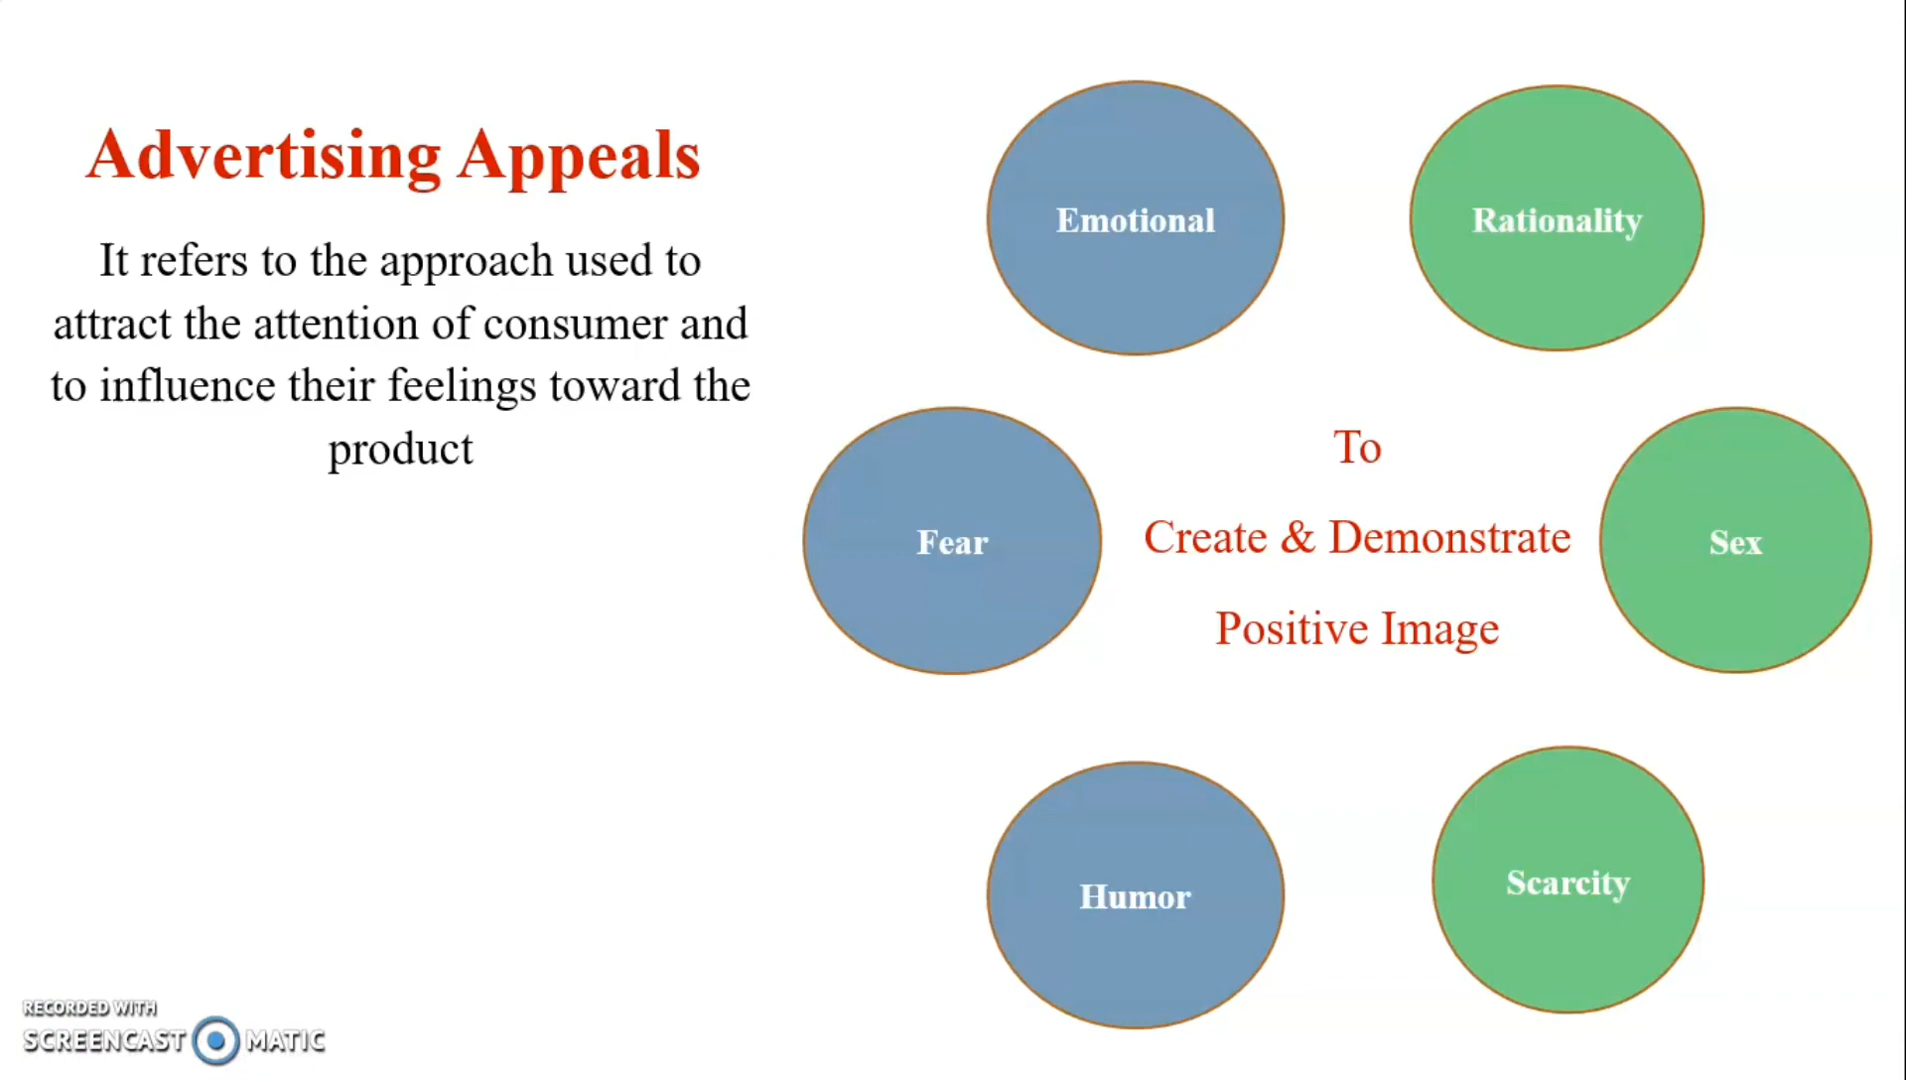 Advertising Appeals
It refers to the approach used to
attract the attention of consumer and
to influence their feelings toward the
product
Emotional
Rationality
Fear
To
Create & Demonstrate
Positive Image
Sex
Humor
Scarcity
RECORDED WITH
SCREENCAST MATIC